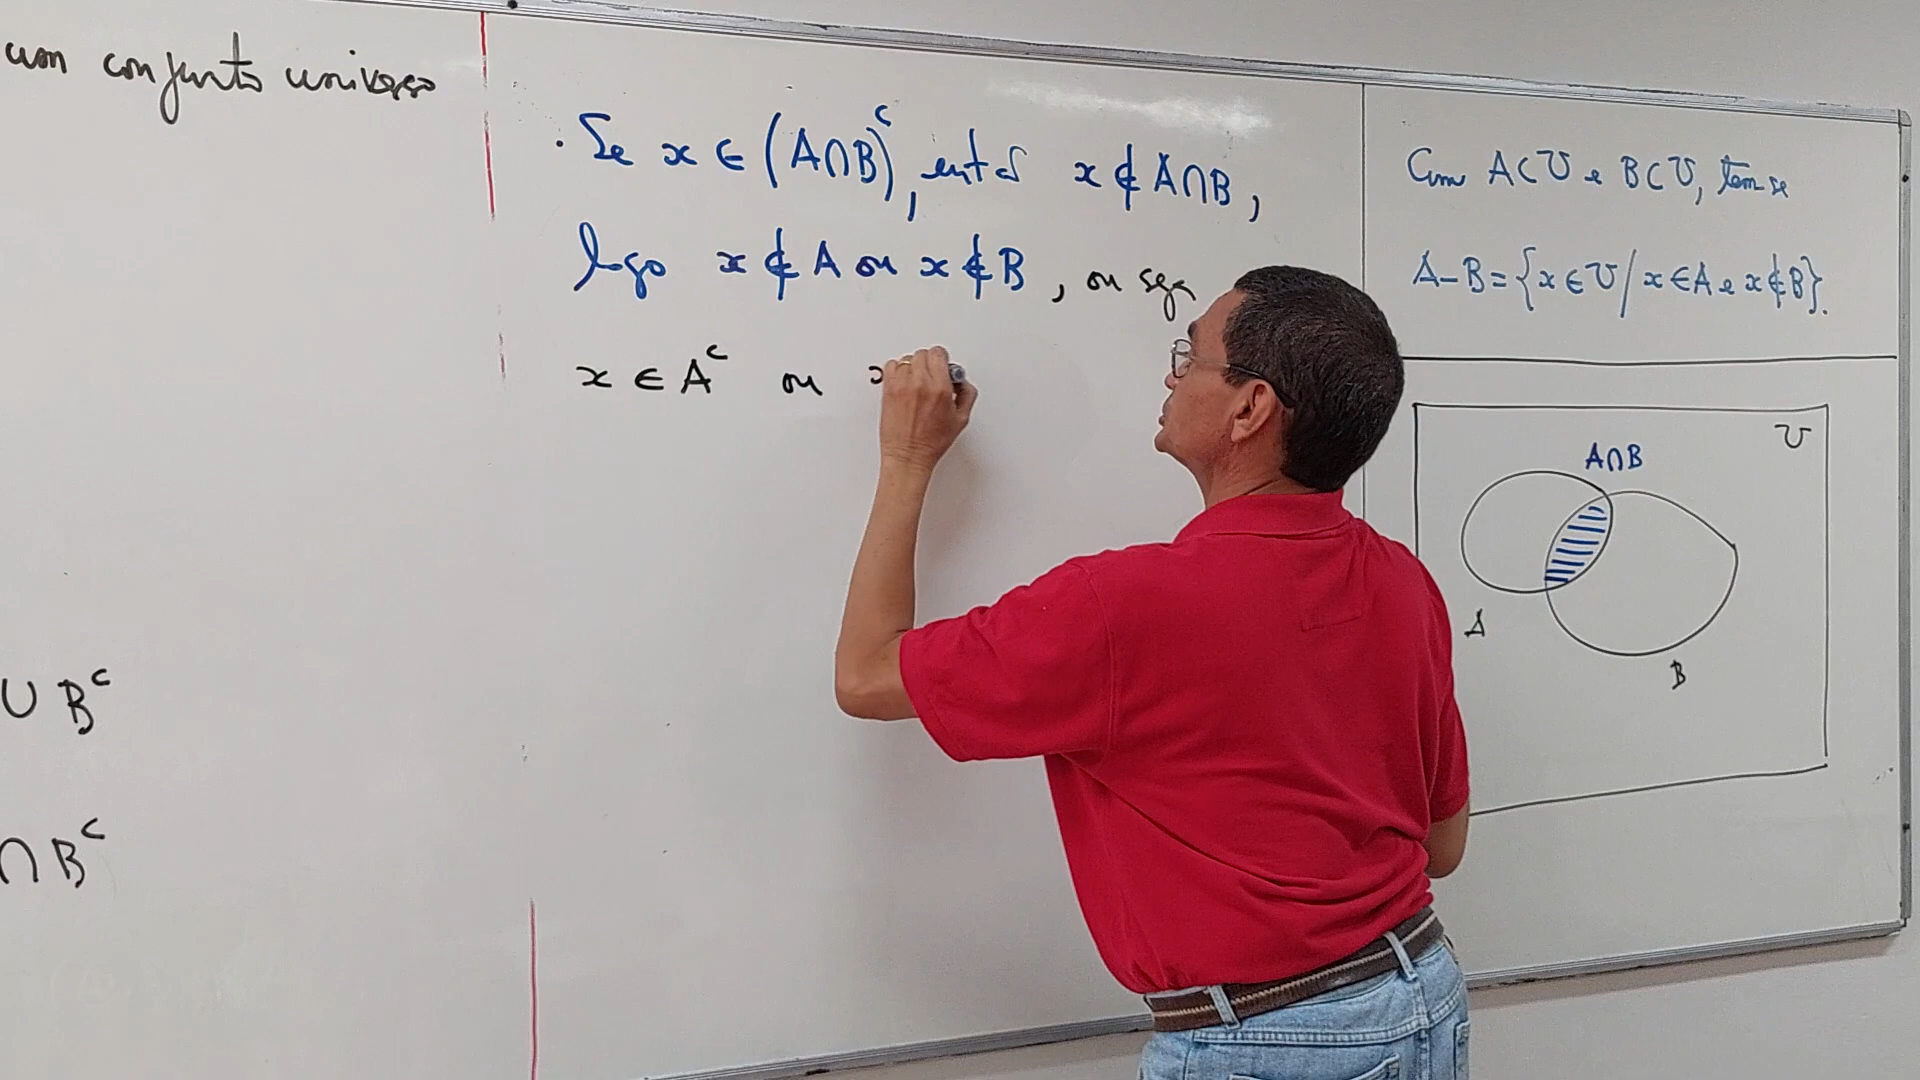 um conjunto universo
∪ Bᶜ
∩ Bᶜ
· Se x ∈ (A∩B)ᶜ, então x ∉ A∩B,
logo x ∉ A ou x ∉ B, ou seja
x ∈ Aᶜ ou x
Com A⊂U e B⊂U, tem-se
A-B={x∈U/x∈A e x∉B}.
U
A∩B
A
B